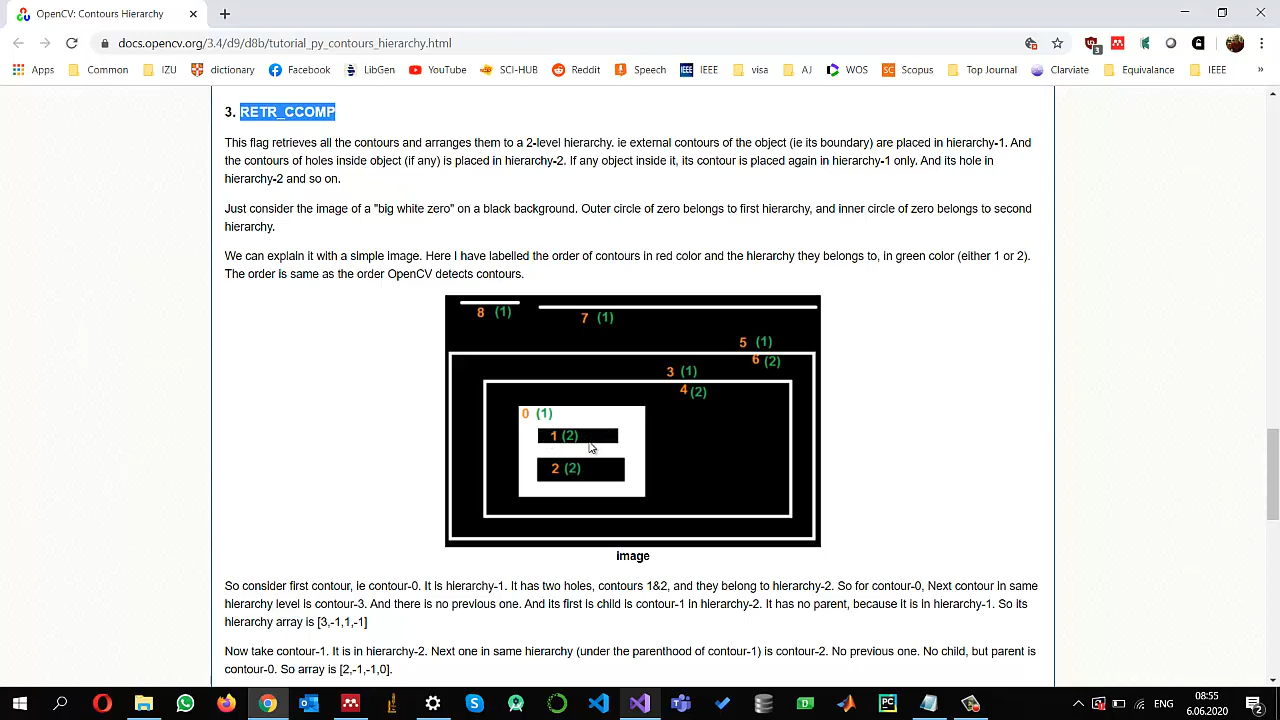 OpenCV: Contours Hierarchy
docs.opencv.org/3.4/d9/d8b/tutorial_py_contours_hierarchy.html
3
Apps Common IZU dictionary Facebook LibGen YouTube SCI-HUB Reddit Speech IEEE visa AJ WOS Scopus Top Journal Clarviate Equivalance IEEE »
3. RETR_CCOMP
This flag retrieves all the contours and arranges them to a 2-level hierarchy. ie external contours of the object (ie its boundary) are placed in hierarchy-1. And
the contours of holes inside object (if any) is placed in hierarchy-2. If any object inside it, its contour is placed again in hierarchy-1 only. And its hole in
hierarchy-2 and so on.
Just consider the image of a "big white zero" on a black background. Outer circle of zero belongs to first hierarchy, and inner circle of zero belongs to second
hierarchy.
We can explain it with a simple image. Here I have labelled the order of contours in red color and the hierarchy they belongs to, in green color (either 1 or 2).
The order is same as the order OpenCV detects contours.
8 (1)
7 (1)
5 (1)
6 (2)
3 (1)
4 (2)
0 (1)
1 (2)
2 (2)
image
So consider first contour, ie contour-0. It is hierarchy-1. It has two holes, contours 1&2, and they belong to hierarchy-2. So for contour-0, Next contour in same
hierarchy level is contour-3. And there is no previous one. And its first is child is contour-1 in hierarchy-2. It has no parent, because it is in hierarchy-1. So its
hierarchy array is [3,-1,1,-1]
Now take contour-1. It is in hierarchy-2. Next one in same hierarchy (under the parenthood of contour-1) is contour-2. No previous one. No child, but parent is
contour-0. So array is [2,-1,-1,0].
ENG
08:55
6.06.2020
2